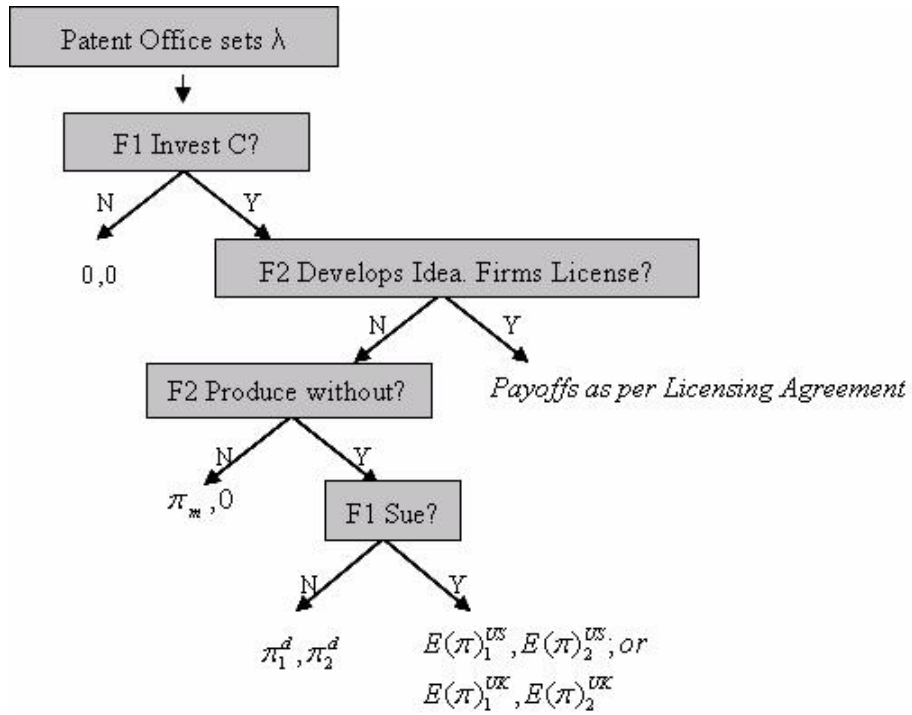 Patent Office sets λ
F1 Invest C?
N
Y
0,0
F2 Develops Idea. Firms License?
N
Y
F2 Produce without?
Payoffs as per Licensing Agreement
N
Y
π_m, 0
F1 Sue?
N
Y
π_1^d, π_2^d
E(π)_1^{US}, E(π)_2^{US}; or
E(π)_1^{UK}, E(π)_2^{UK}